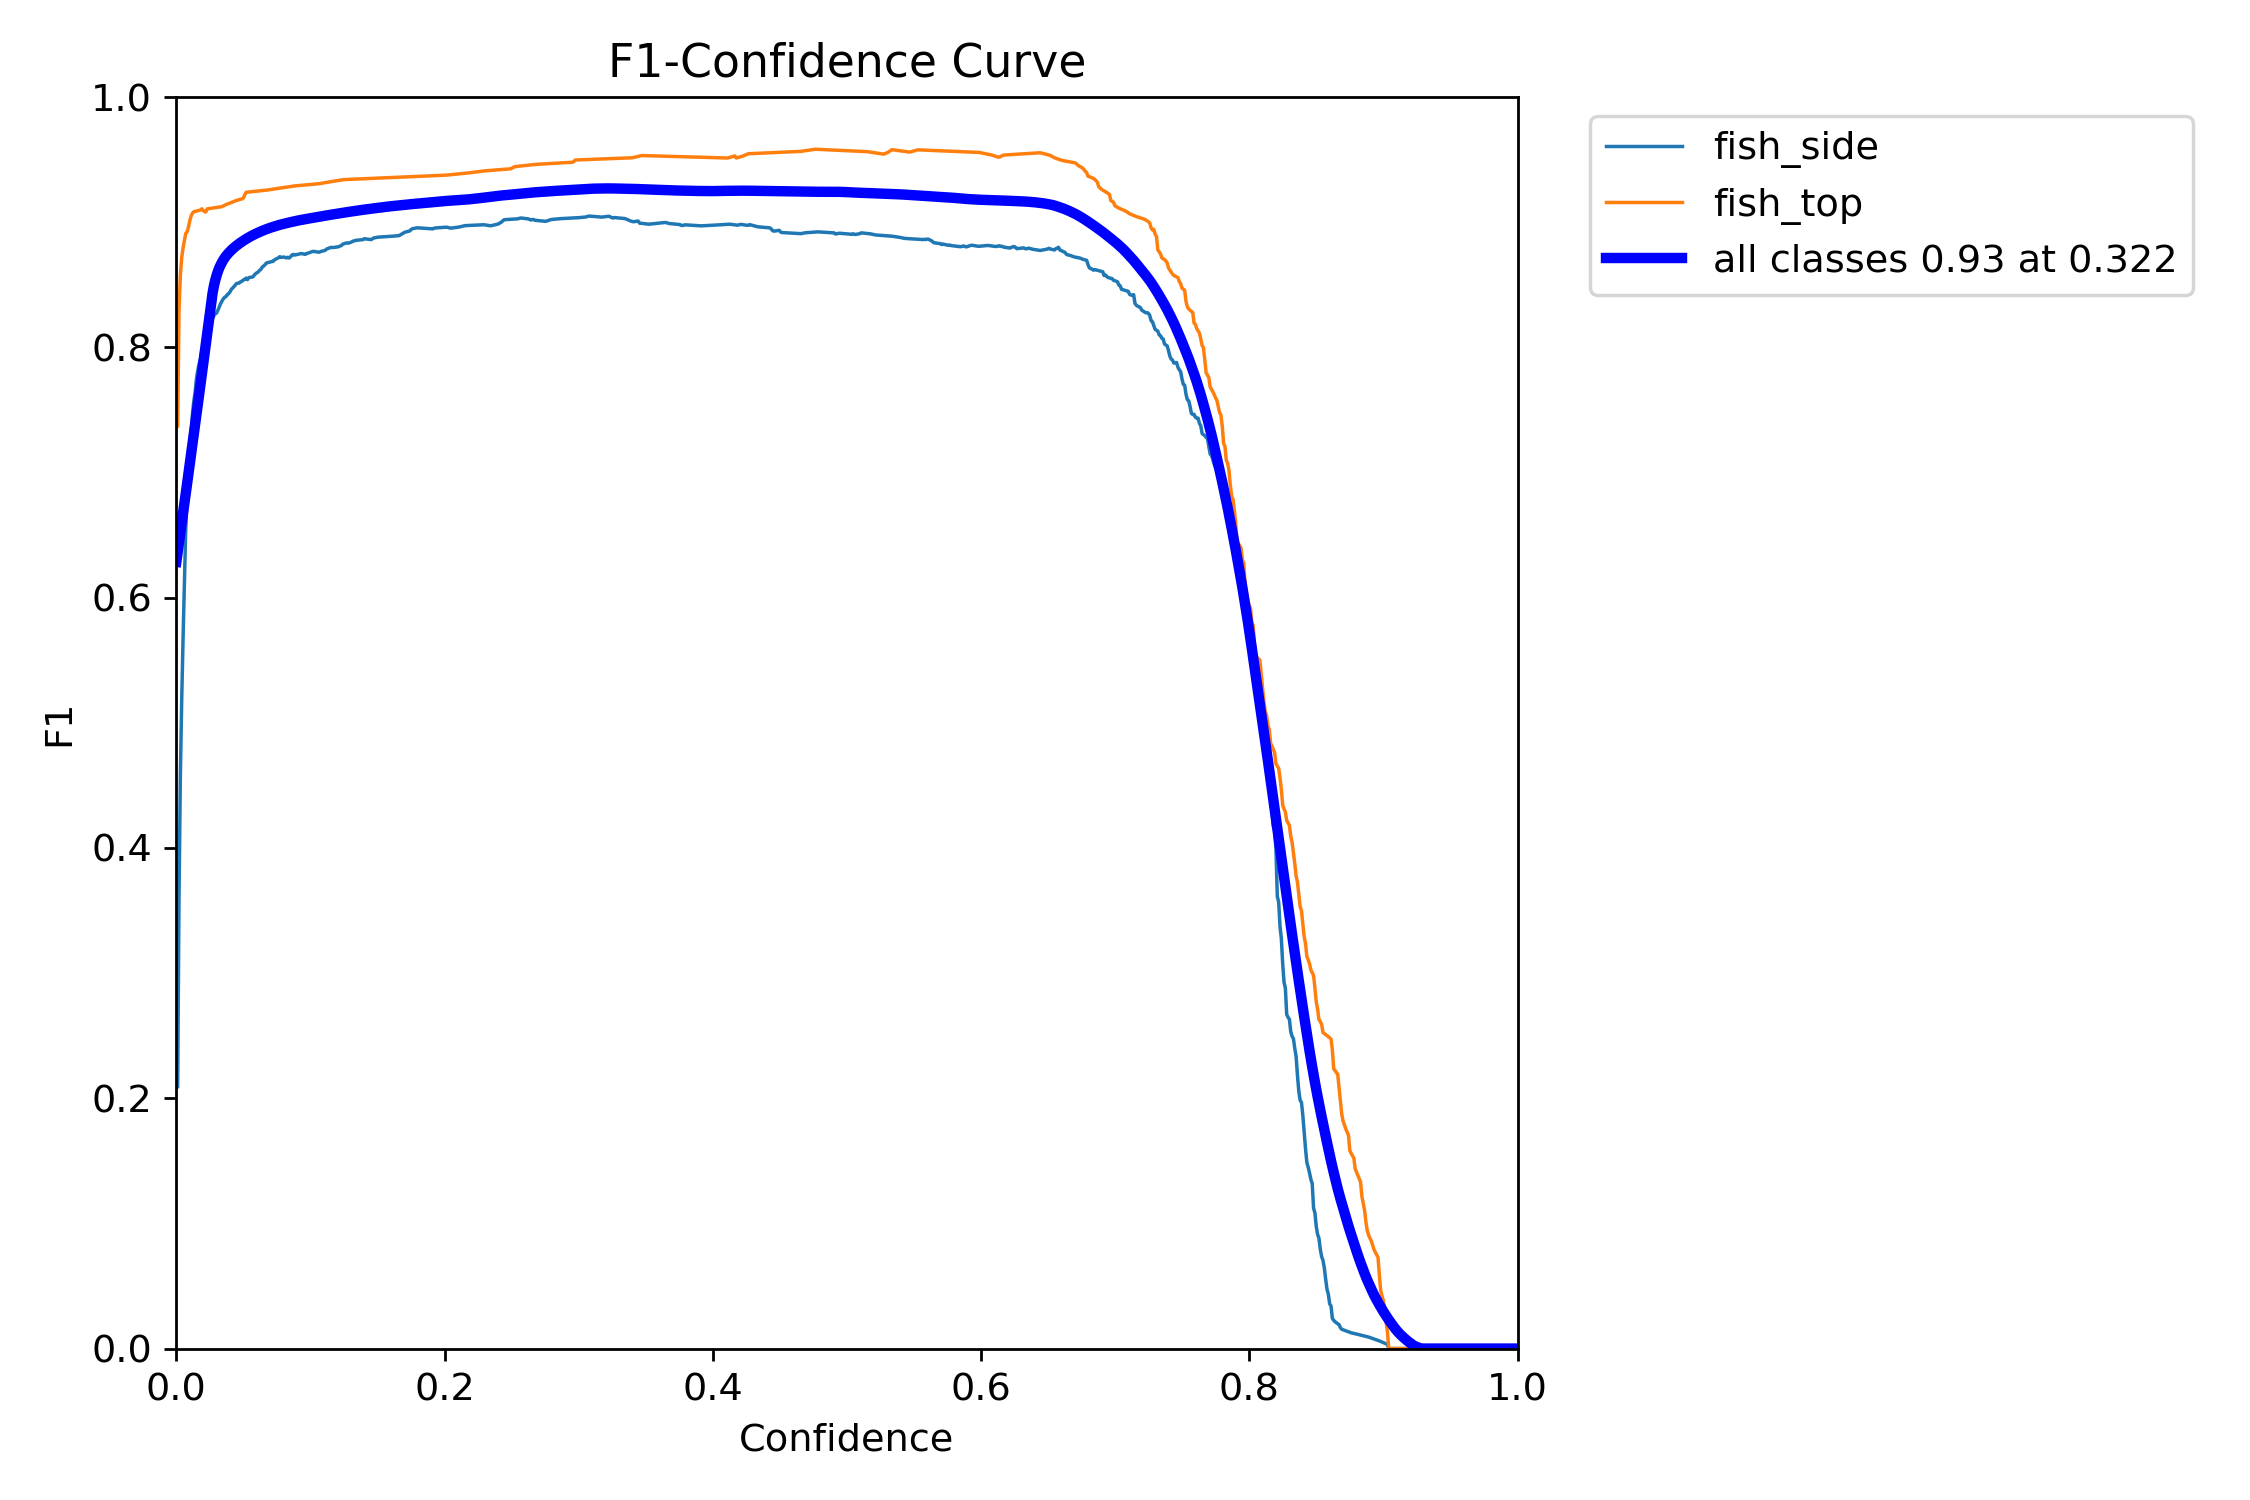 F1-Confidence Curve
1.0
0.8
0.6
0.4
0.2
0.0
F1
0.0 0.2 0.4 0.6 0.8 1.0
Confidence
fish_side
fish_top
all classes 0.93 at 0.322